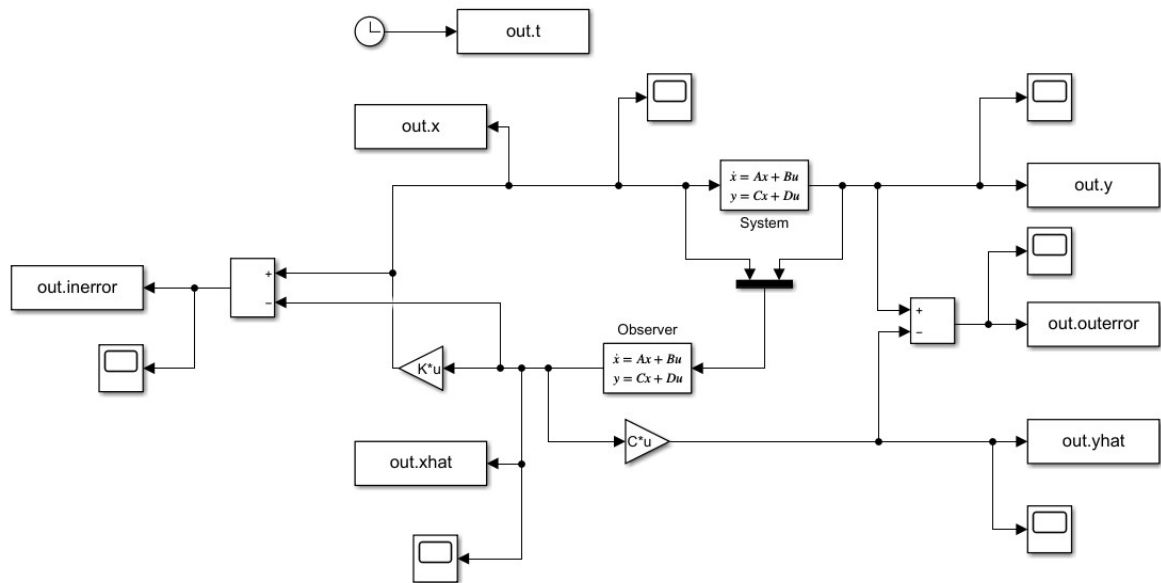 out.t
out.x
ẋ = Ax + Bu
y = Cx + Du
System
out.y
+
−
out.inerror
+
−
out.outerror
Observer
ẋ = Ax + Bu
y = Cx + Du
K*u
C*u
out.xhat
out.yhat